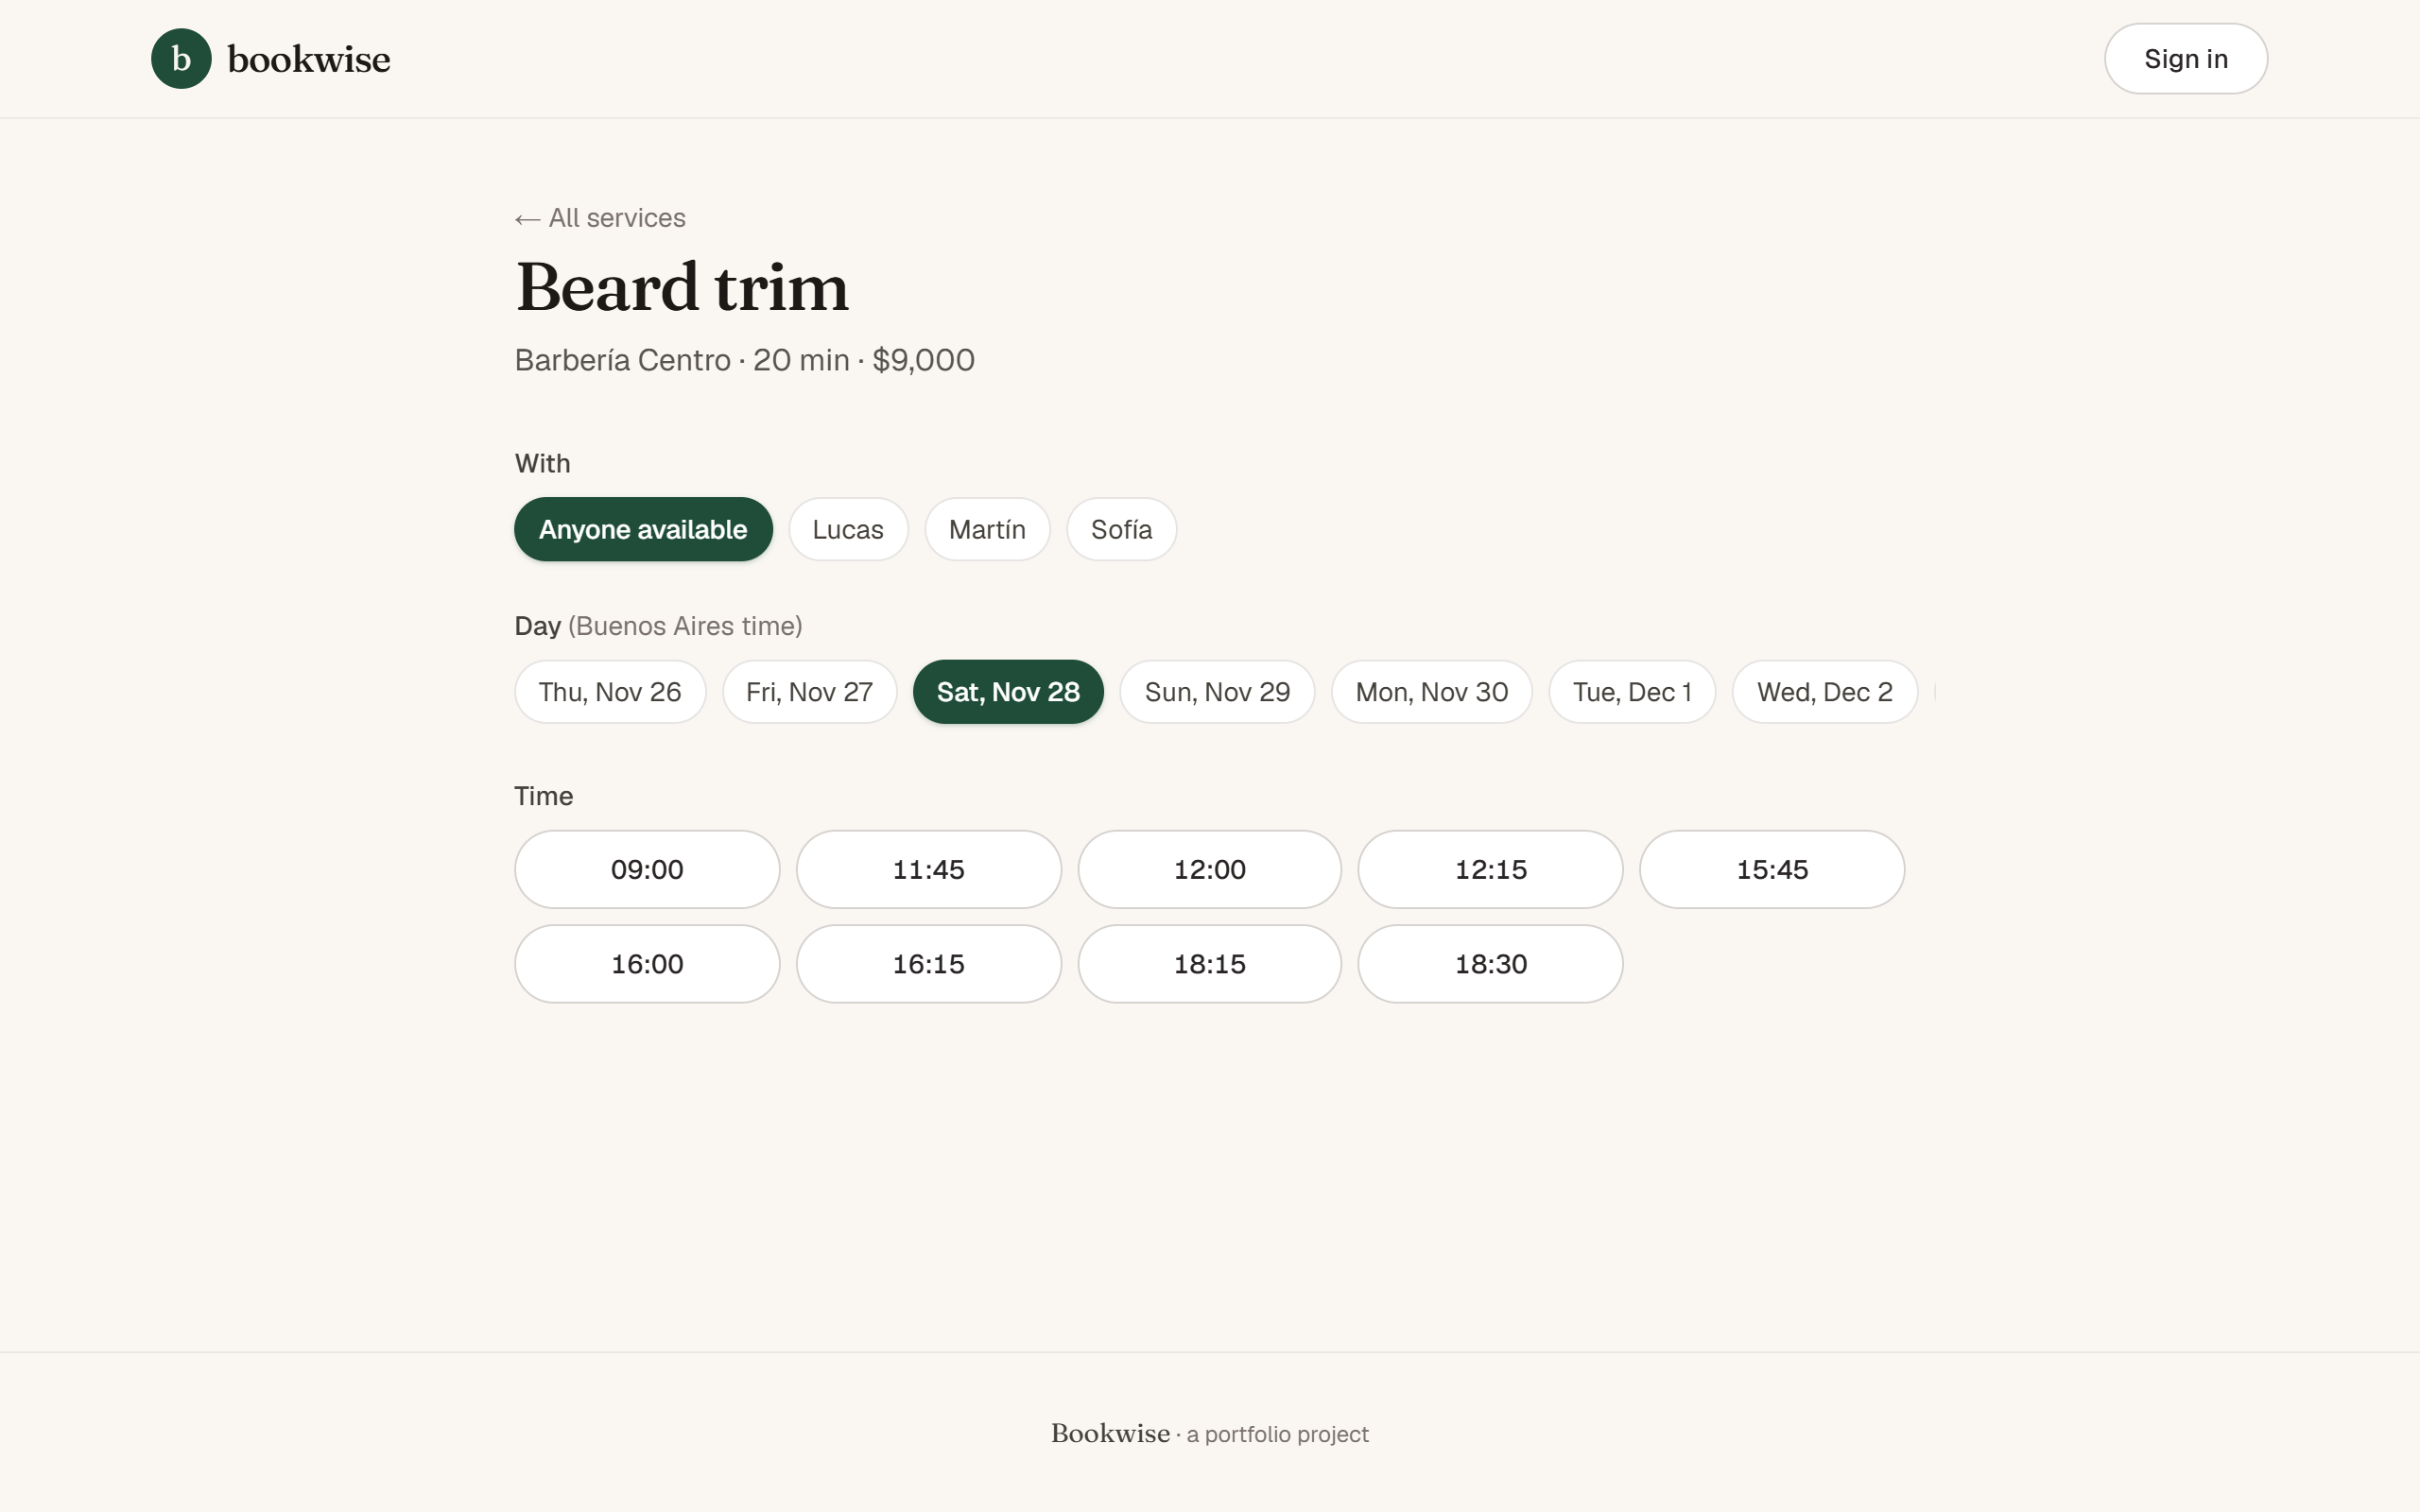 b bookwise Sign in
← All services
Beard trim
Barbería Centro · 20 min · $9,000
With
Anyone available Lucas Martín Sofía
Day (Buenos Aires time)
Thu, Nov 26 Fri, Nov 27 Sat, Nov 28 Sun, Nov 29 Mon, Nov 30 Tue, Dec 1 Wed, Dec 2
Time
09:00 11:45 12:00 12:15 15:45
16:00 16:15 18:15 18:30
Bookwise · a portfolio project